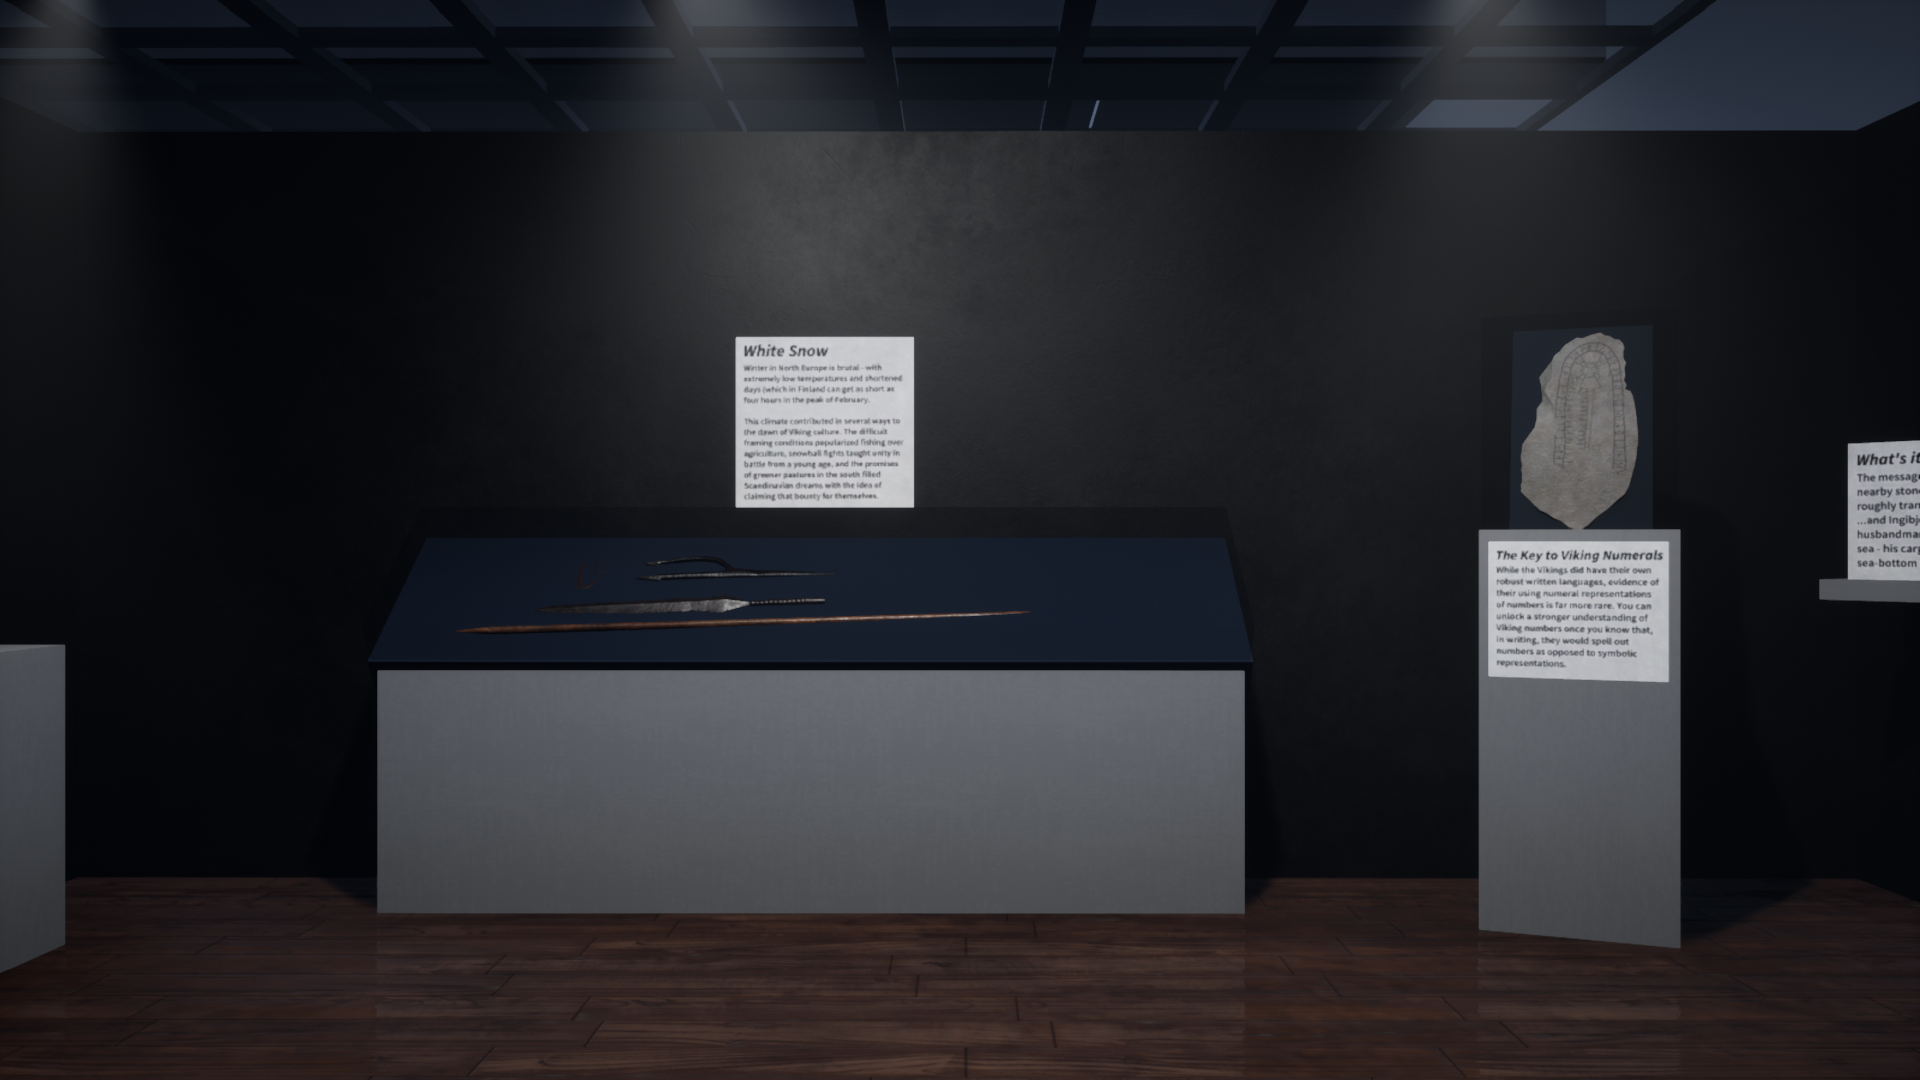 White Snow
Winter in North Europe is brutal - with
extremely low temperatures and shortened
days (which in Finland can get as short as
four hours in the peak of February.
This climate contributed in several ways to
the dawn of Viking culture. The difficult
framing conditions popularized fishing over
agriculture, snowball fights taught unity in
battle from a young age, and the promises
of greener pastures in the south filled
Scandinavian dreams with the idea of
claiming that bounty for themselves.
The Key to Viking Numerals
While the Vikings did have their own
robust written languages, evidence of
their using numeral representations
of numbers is far more rare. You can
unlock a stronger understanding of
Viking numbers once you know that,
in writing, they would spell out
numbers as opposed to symbolic
representations.
What's it
The message
nearby ston
roughly tran
...and Ingibj
husbandma
sea - his car
sea-bottom